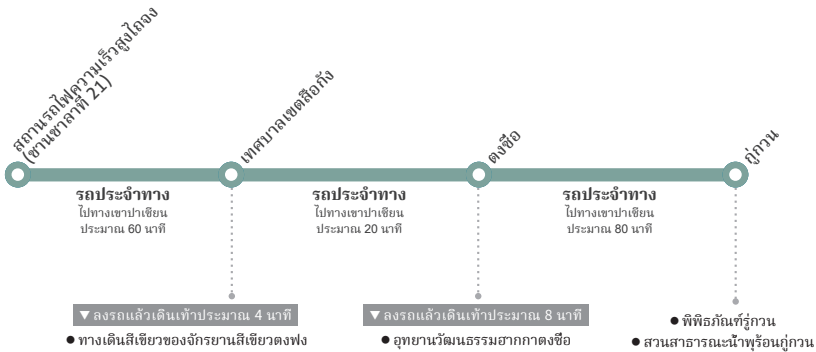 สถานรถไฟความเร็วสูงไถจง
(ชานชาลาที่ 21)
เทศบาลเขตสือกัง
ตงซื่อ
กู่กวน
รถประจำทาง
ไปทางเขาปาเซียน
ประมาณ 60 นาที
รถประจำทาง
ไปทางเขาปาเซียน
ประมาณ 20 นาที
รถประจำทาง
ไปทางเขาปาเซียน
ประมาณ 80 นาที
▼ลงรถแล้วเดินเท้าประมาณ 4 นาที
● ทางเดินสีเขียวของจักรยานสีเขียวตงฟง
▼ลงรถแล้วเดินเท้าประมาณ 8 นาที
● อุทยานวัฒนธรรมฮากกาตงซื่อ
● พิพิธภัณฑ์รู่กวน
● สวนสาธารณะน้ำพุร้อนกู่กวน